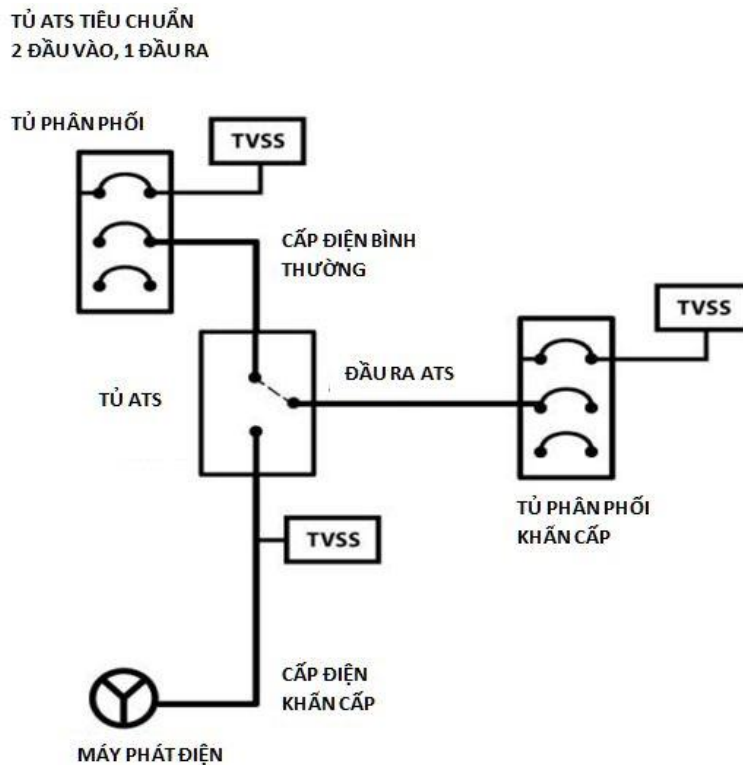 TỦ ATS TIÊU CHUẨN
2 ĐẦU VÀO, 1 ĐẦU RA
TỦ PHÂN PHỐI
TVSS
CẤP ĐIỆN BÌNH
THƯỜNG
TVSS
TỦ ATS
ĐẦU RA ATS
TỦ PHÂN PHỐI
KHẨN CẤP
TVSS
CẤP ĐIỆN
KHẨN CẤP
MÁY PHÁT ĐIỆN